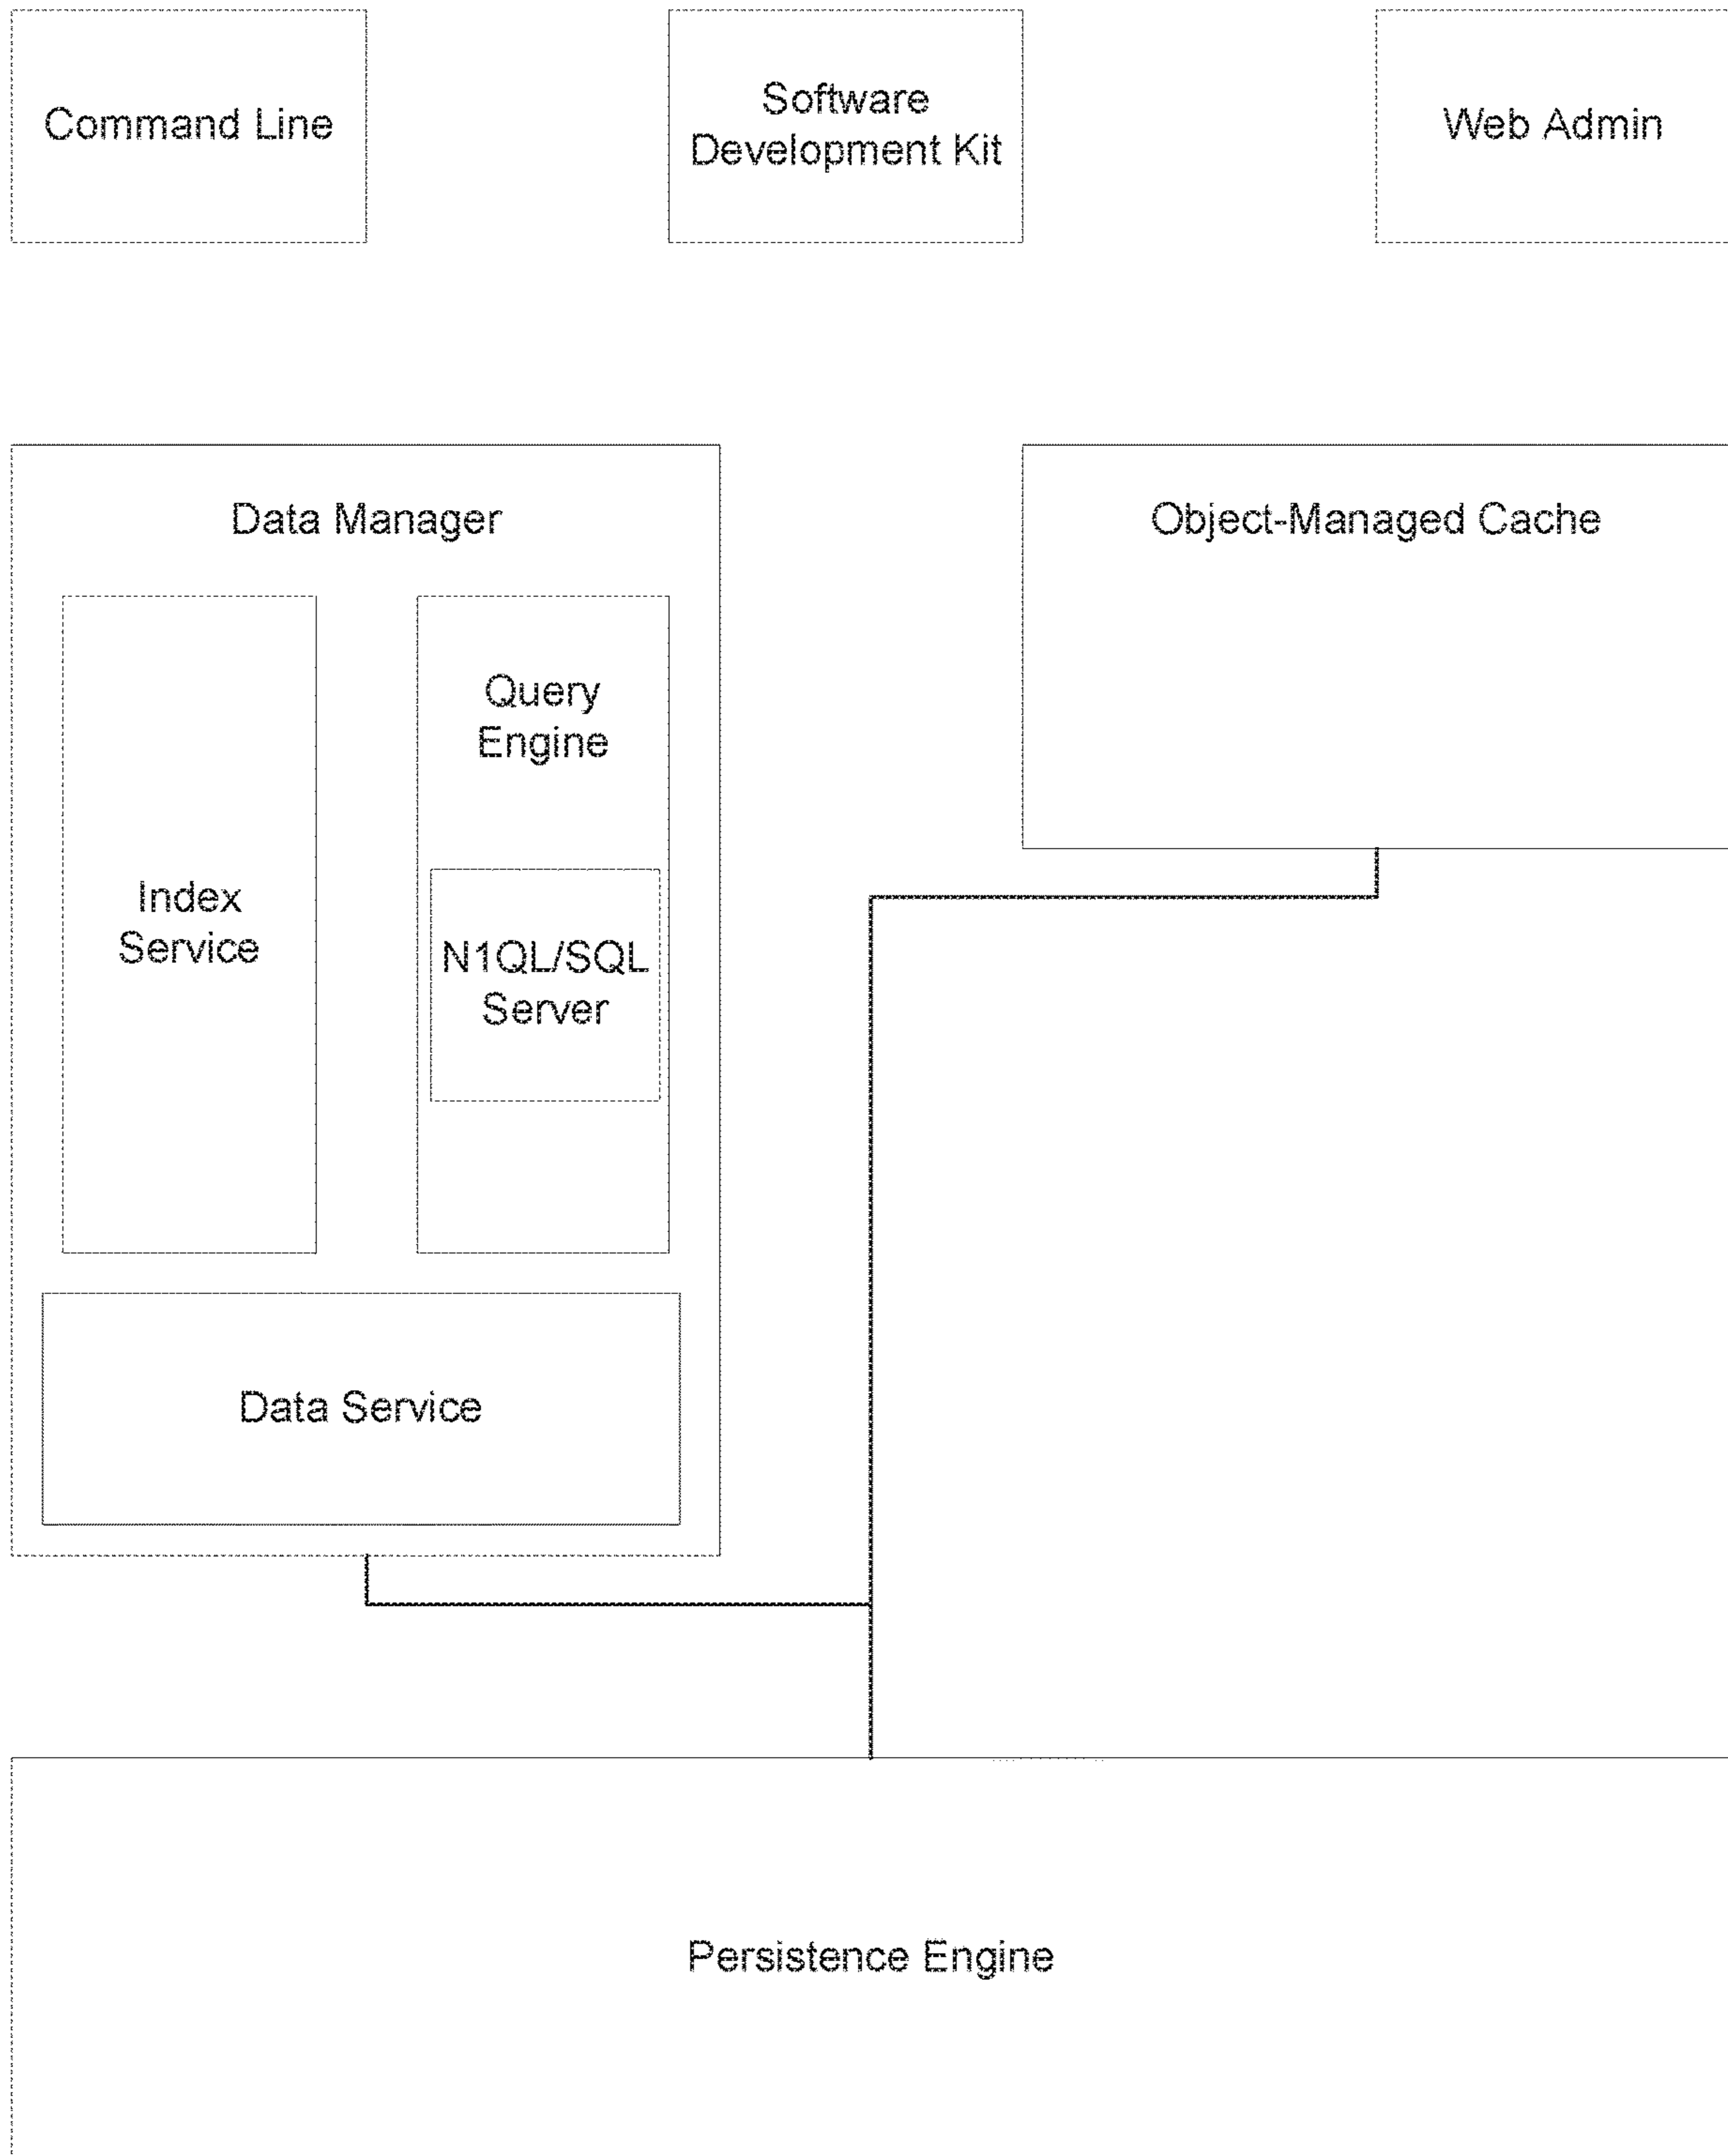 Command Line
Software
Development Kit
Web Admin
Data Manager
Object-Managed Cache
Index
Service
Query
Engine
N1QL/SQL
Server
Data Service
Persistence Engine